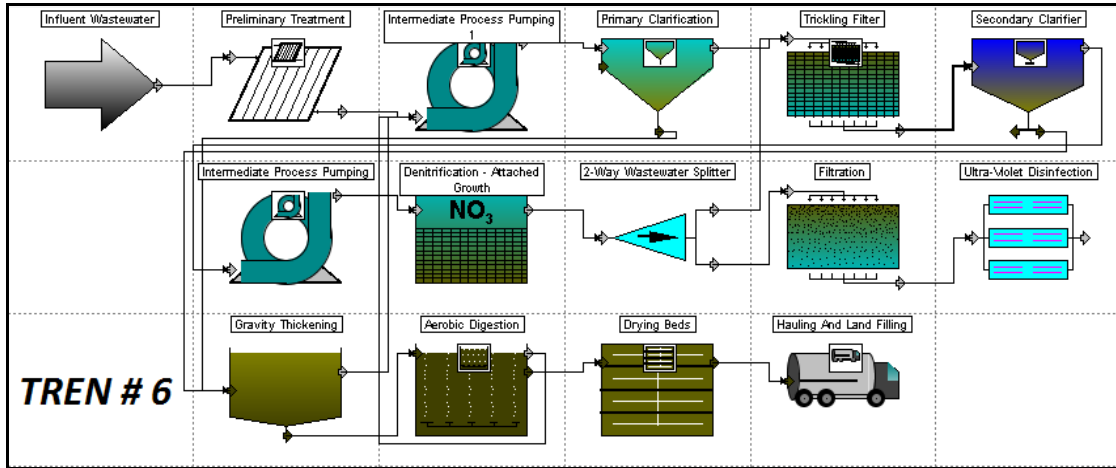 Influent Wastewater
Preliminary Treatment
Intermediate Process Pumping
1
Primary Clarification
Trickling Filter
Secondary Clarifier
Intermediate Process Pumping
Denitrification - Attached
Growth
NO3
2-Way Wastewater Splitter
Filtration
Ultra-Violet Disinfection
Gravity Thickening
Aerobic Digestion
Drying Beds
Hauling And Land Filling
TREN # 6